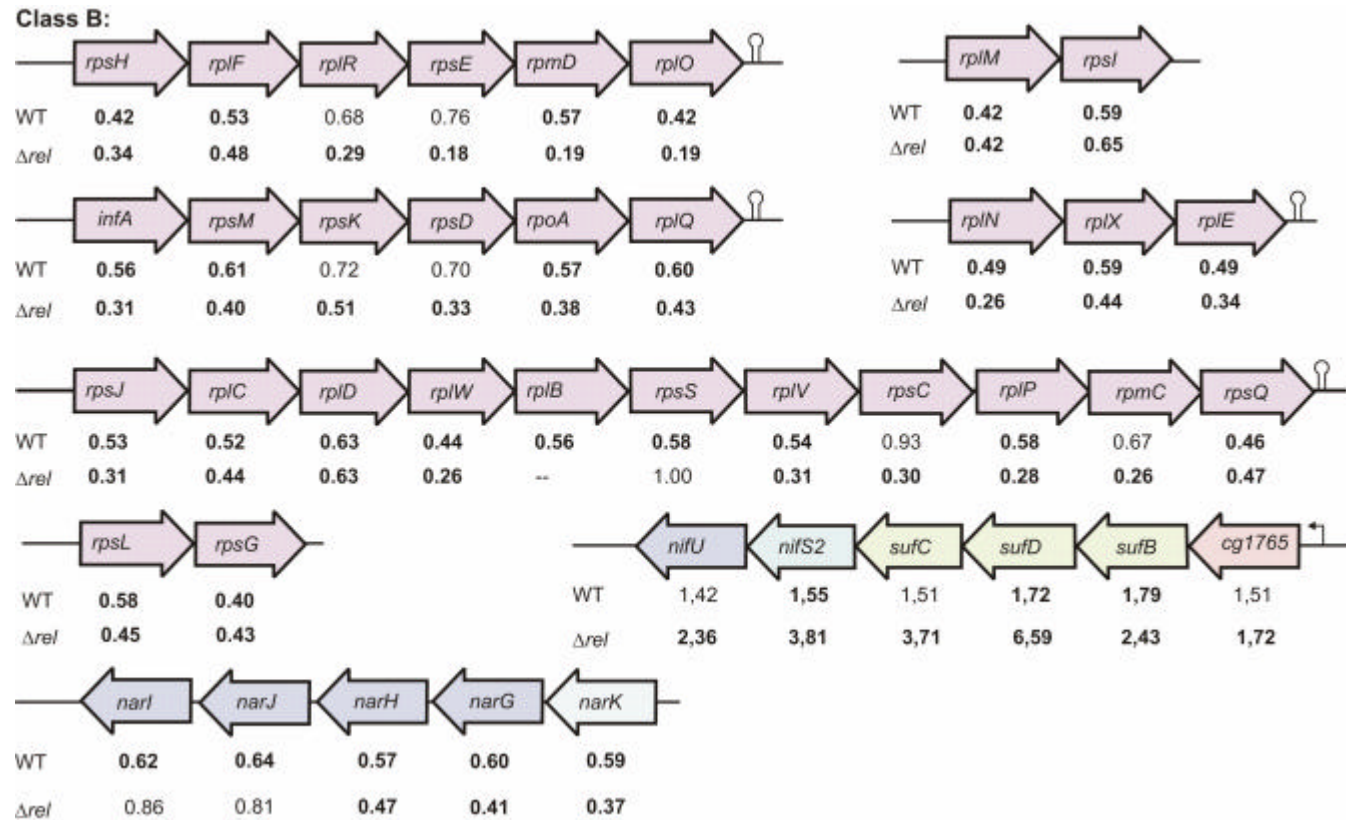 Class B:
rpsH rplF rplR rpsE rpmD rplO
WT 0.42 0.53 0.68 0.76 0.57 0.42
Δrel 0.34 0.48 0.29 0.18 0.19 0.19
rplM rpsI
WT 0.42 0.59
Δrel 0.42 0.65
infA rpsM rpsK rpsD rpoA rplQ
WT 0.56 0.61 0.72 0.70 0.57 0.60
Δrel 0.31 0.40 0.51 0.33 0.38 0.43
rplN rplX rplE
WT 0.49 0.59 0.49
Δrel 0.26 0.44 0.34
rpsJ rplC rplD rplW rplB rpsS rplV rpsC rplP rpmC rpsQ
WT 0.53 0.52 0.63 0.44 0.56 0.58 0.54 0.93 0.58 0.67 0.46
Δrel 0.31 0.44 0.63 0.26 -- 1.00 0.31 0.30 0.28 0.26 0.47
rpsL rpsG
WT 0.58 0.40
Δrel 0.45 0.43
nifU nifS2 sufC sufD sufB cg1765
WT 1,42 1,55 1,51 1,72 1,79 1,51
Δrel 2,36 3,81 3,71 6,59 2,43 1,72
narI narJ narH narG narK
WT 0.62 0.64 0.57 0.60 0.59
Δrel 0.86 0.81 0.47 0.41 0.37